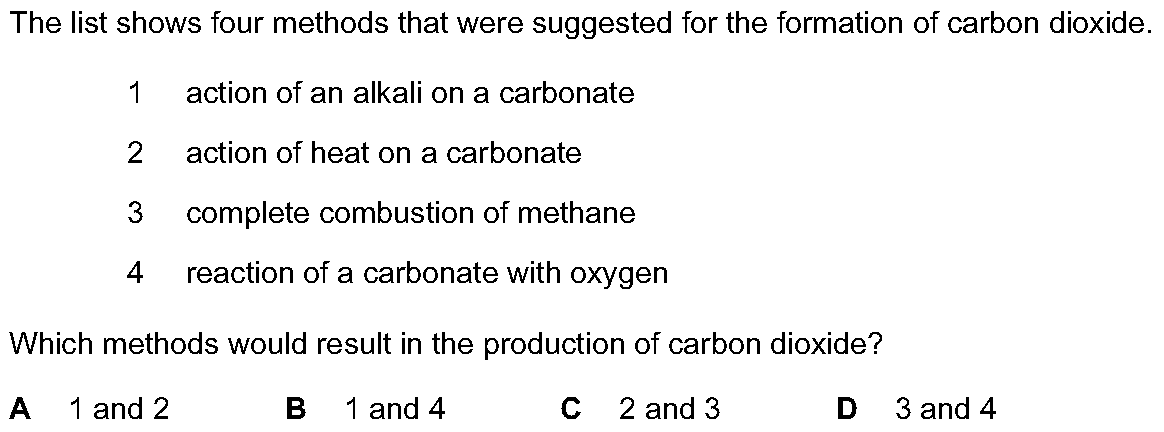 The list shows four methods that were suggested for the formation of carbon dioxide.
1 action of an alkali on a carbonate
2 action of heat on a carbonate
3 complete combustion of methane
4 reaction of a carbonate with oxygen
Which methods would result in the production of carbon dioxide?
A 1 and 2 B 1 and 4 C 2 and 3 D 3 and 4